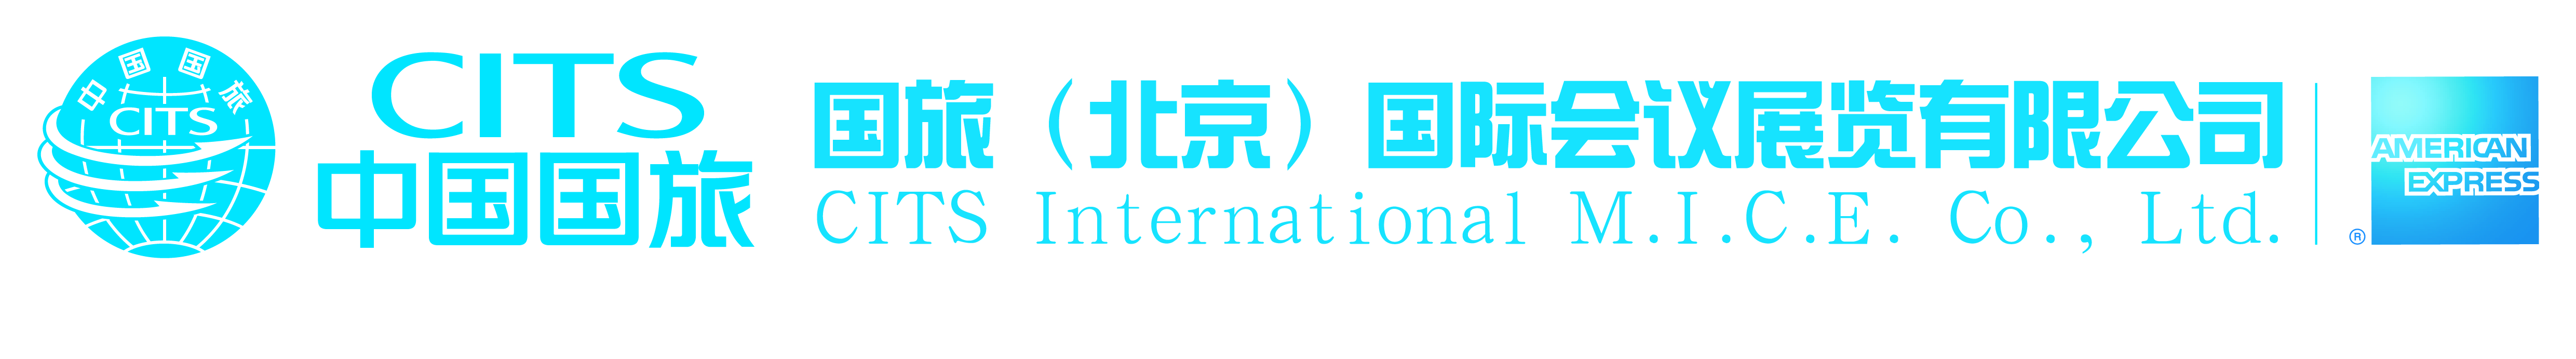 中国国旅
CITS
CITS
中国国旅
国旅（北京）国际会议展览有限公司
CITS International M.I.C.E. Co., Ltd.
AMERICAN
EXPRESS
®